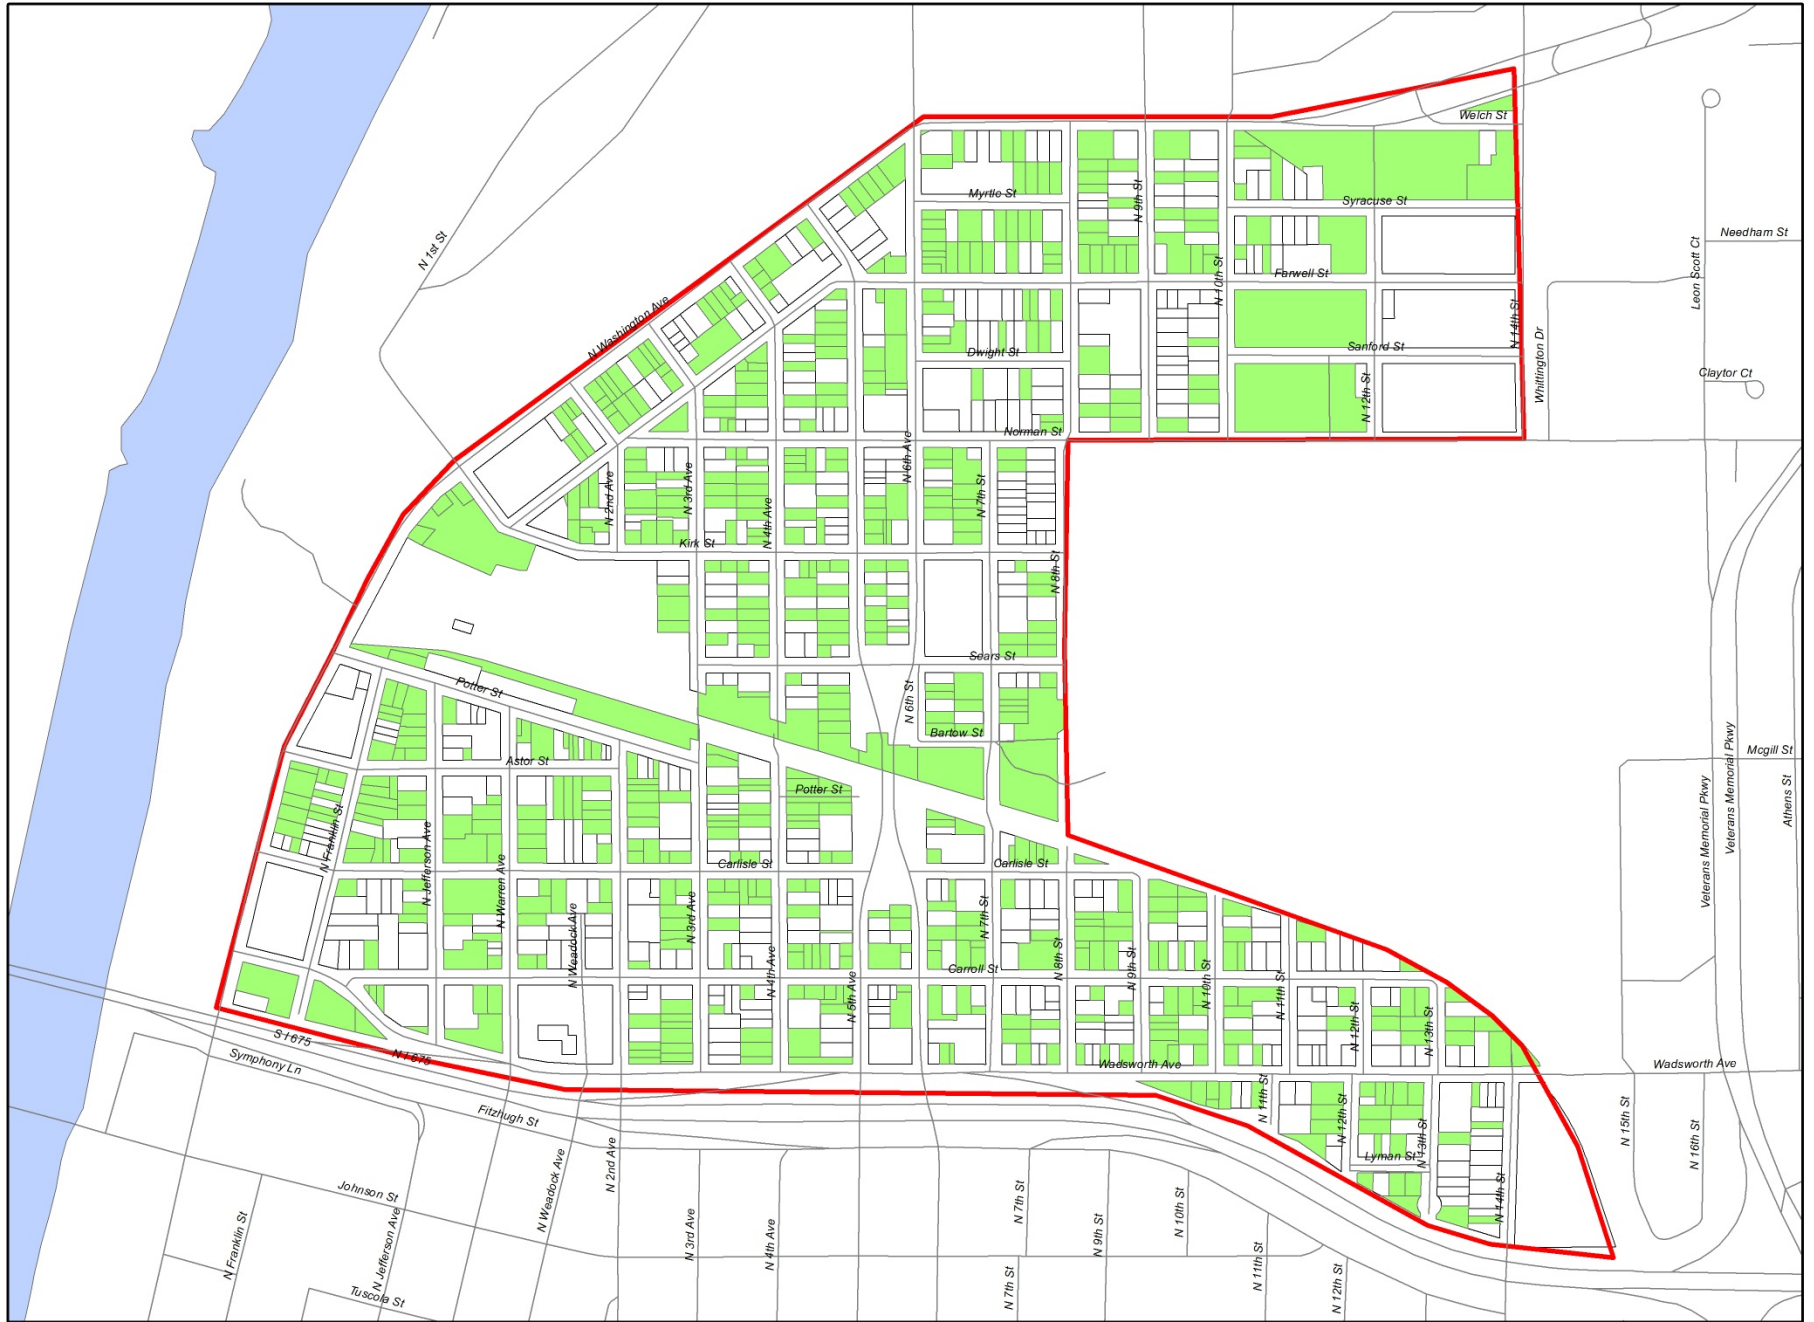 Welch St
Myrtle St
N 9th St
Syracuse St
Needham St
N 1st St
Leon Scott Ct
N 10th St
Farwell St
N Washington Ave
N 14th St
Dwight St
Sanford St
Whittington Dr
Claytor Ct
N 12th St
Norman St
N 6th Ave
N 2nd Ave
N 3rd Ave
N 4th Ave
N 7th St
Kirk St
N 8th St
Sears St
Potter St
N 6th St
Bartow St
Astor St
Mcgill St
Veterans Memorial Pkwy
Veterans Memorial Pkwy
Athens St
Potter St
N Franklin St
N Jefferson Ave
Carlisle St
Carlisle St
N Warren Ave
N Weadock Ave
N 3rd Ave
N 4th Ave
N 5th Ave
N 7th St
Carroll St
N 8th St
N 9th St
N 10th St
N 11th St
N 12th St
N 13th St
S I 675
N I 675
Symphony Ln
Wadsworth Ave
Wadsworth Ave
Fitzhugh St
N 11th St
N 12th St
N 13th St
Lyman St
N 14th St
N 15th St
N 16th St
Johnson St
N Franklin St
N Jefferson Ave
Tuscola St
N Weadock Ave
N 2nd Ave
N 3rd Ave
N 4th Ave
N 7th St
N 7th St
N 9th St
N 10th St
N 11th St
N 12th St